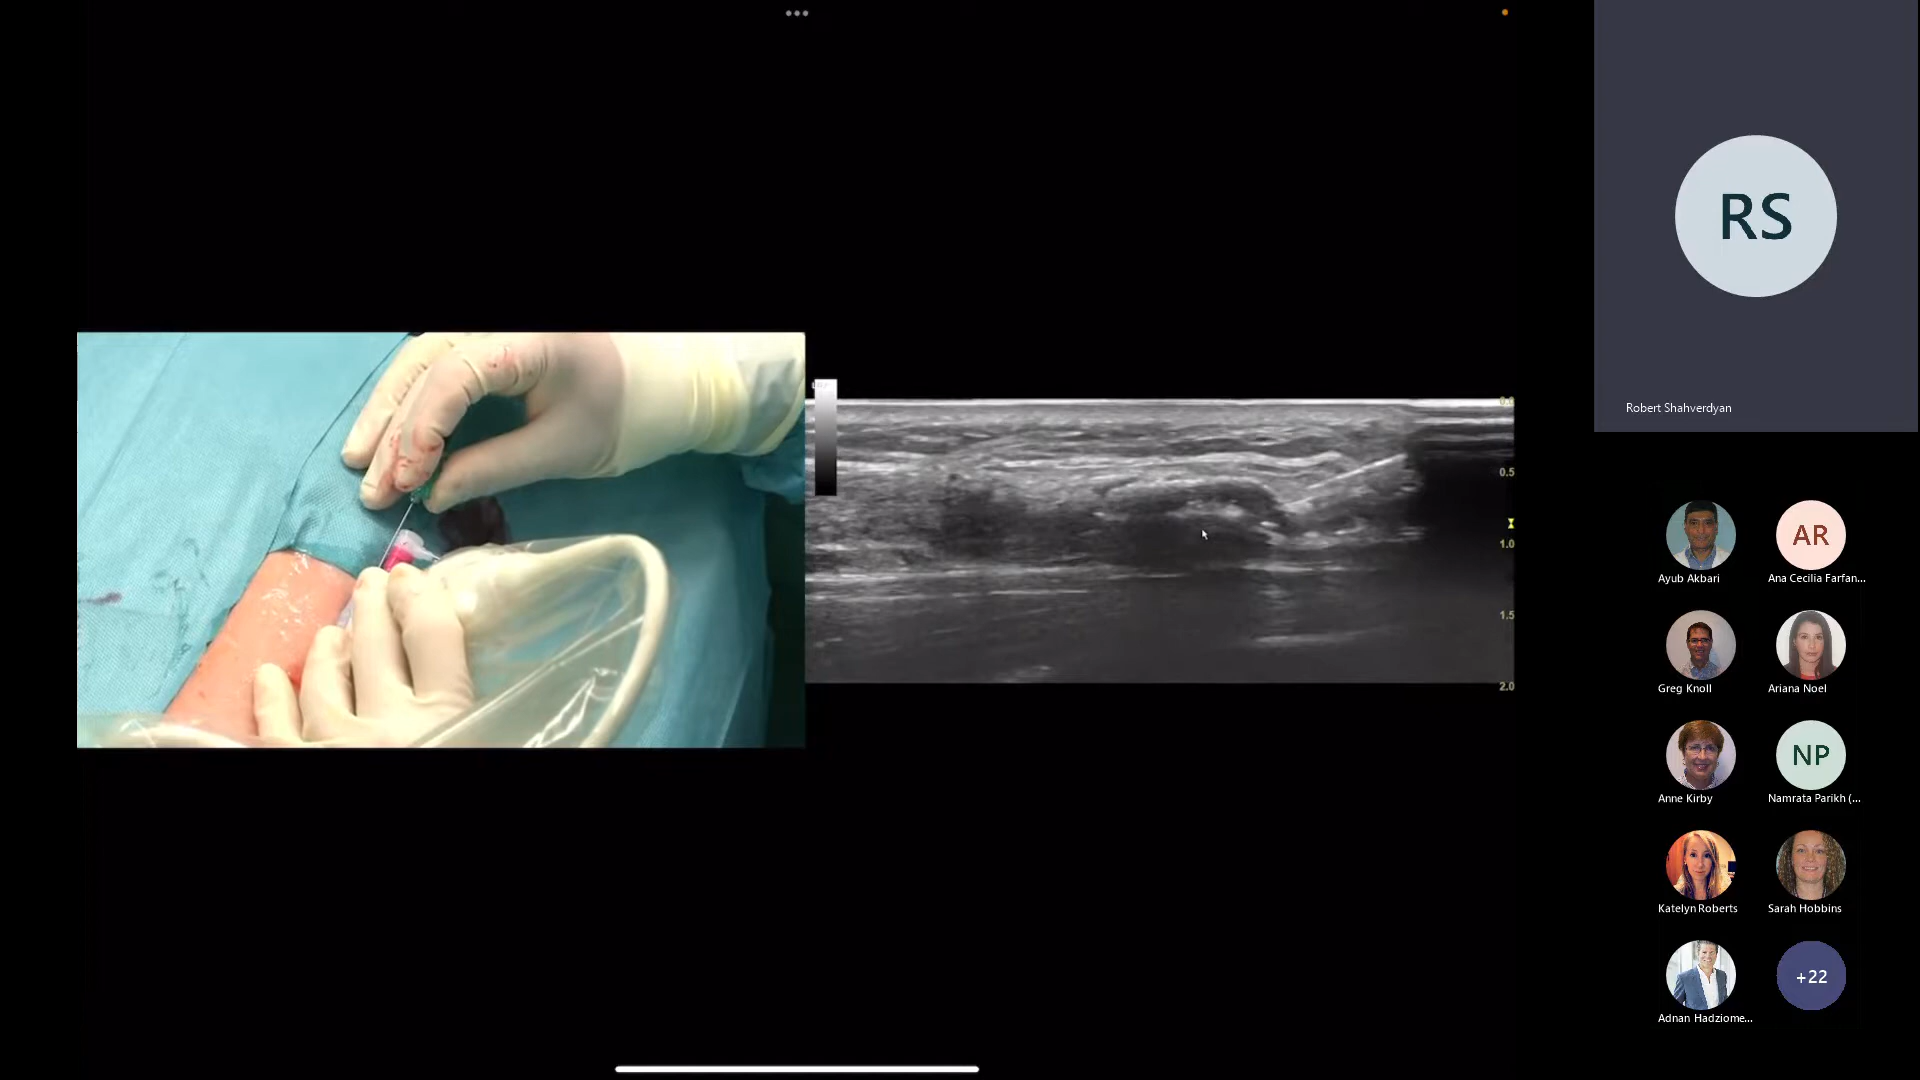 RS
Robert Shahverdyan
0.5
1.0
1.5
2.0
Ayub Akbari
AR
Ana Cecilia Farfan...
Greg Knoll
Ariana Noel
Anne Kirby
NP
Namrata Parikh (...
Katelyn Roberts
Sarah Hobbins
Adnan Hadziome...
+22